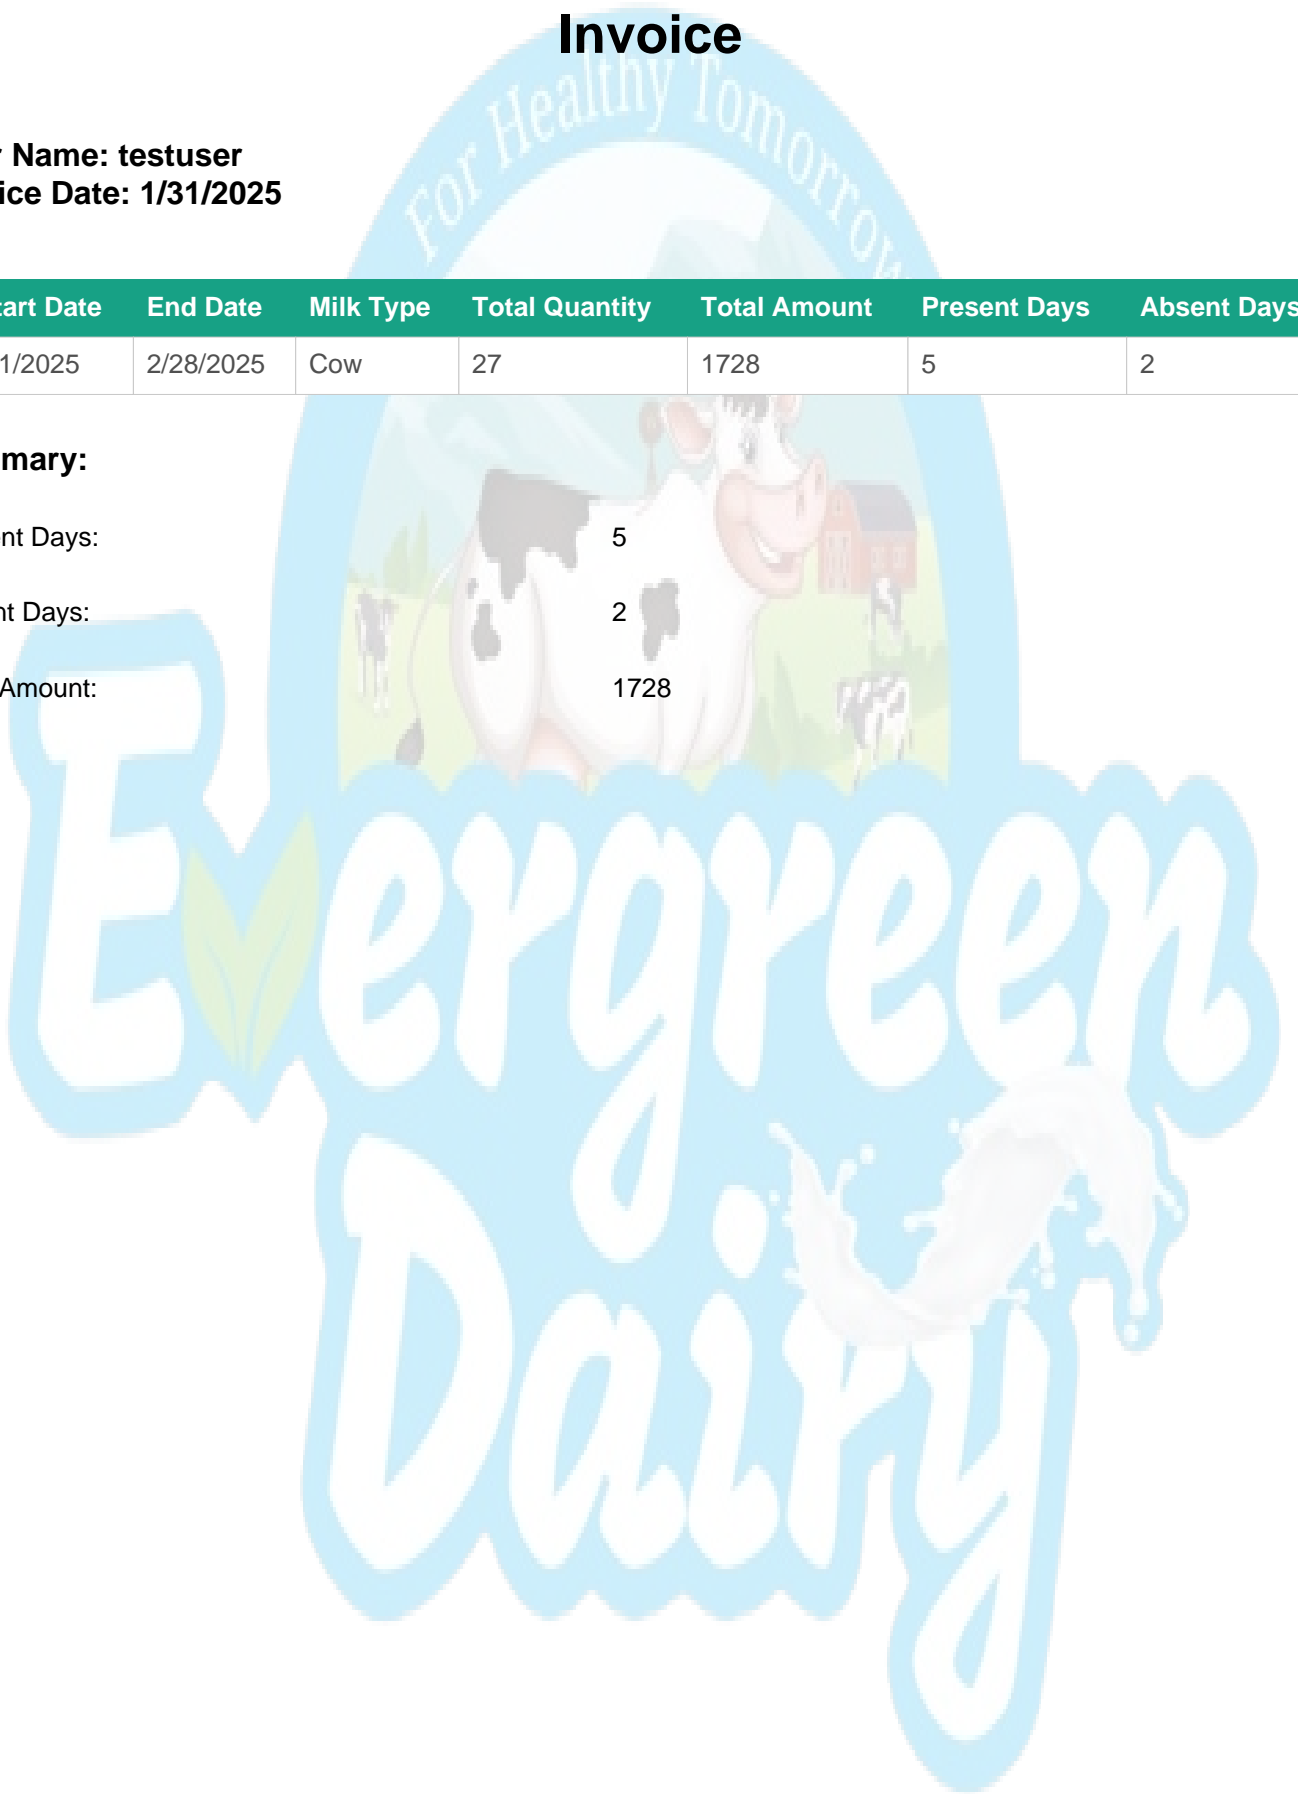 Invoice
For Healthy Tomorrow
r Name: testuser
ice Date: 1/31/2025
tart Date End Date Milk Type Total Quantity Total Amount Present Days Absent Days
1/2025 2/28/2025 Cow 27 1728 5 2
mary:
nt Days: 5
nt Days: 2
Amount: 1728
Evergreen
Dairy